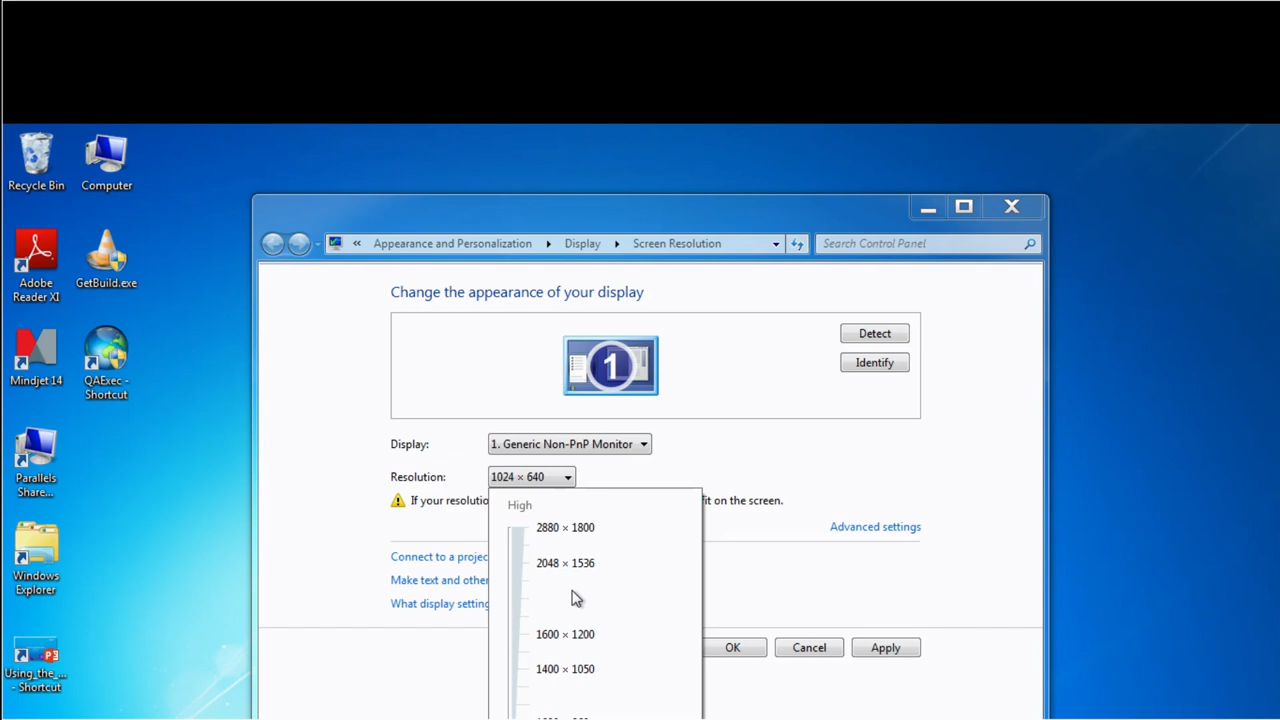 Recycle Bin
Computer
Adobe
Reader XI
GetBuild.exe
Mindjet 14
QAExec -
Shortcut
Parallels
Share...
Windows
Explorer
Using_the_...
- Shortcut
« Appearance and Personalization Display Screen Resolution
Search Control Panel
Change the appearance of your display
1
Detect
Identify
Display: 1. Generic Non-PnP Monitor
Resolution: 1024 × 640
If your resolutio
fit on the screen.
High
2880 × 1800
2048 × 1536
1600 × 1200
1400 × 1050
Advanced settings
Connect to a projec
Make text and other
What display setting
OK Cancel Apply